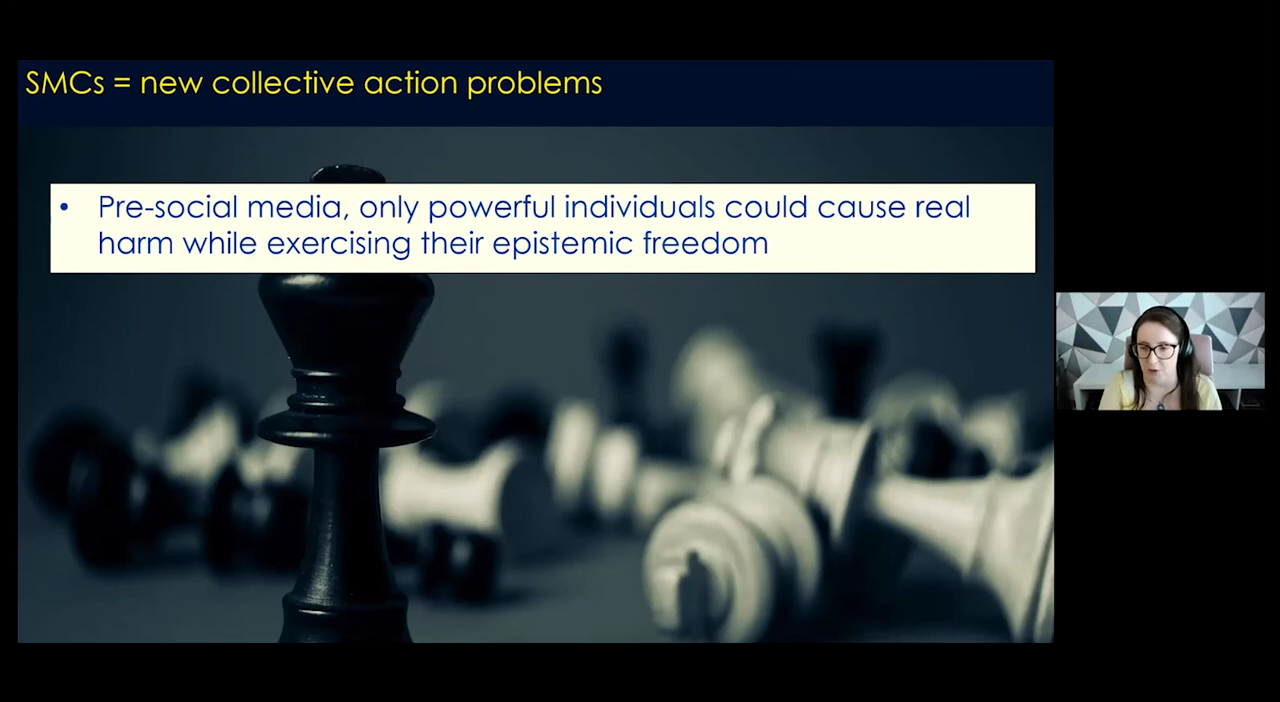 SMCs = new collective action problems
• Pre-social media, only powerful individuals could cause real
harm while exercising their epistemic freedom